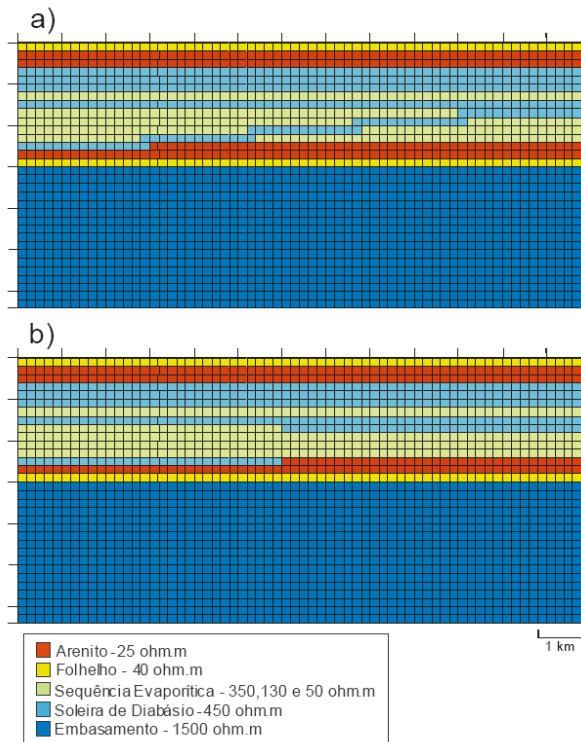 a)
b)
1 km
Arenito -25 ohm.m
Folhelho - 40 ohm.m
Sequência Evaporítica - 350,130 e 50 ohm.m
Soleira de Diabásio -450 ohm.m
Embasamento - 1500 ohm.m